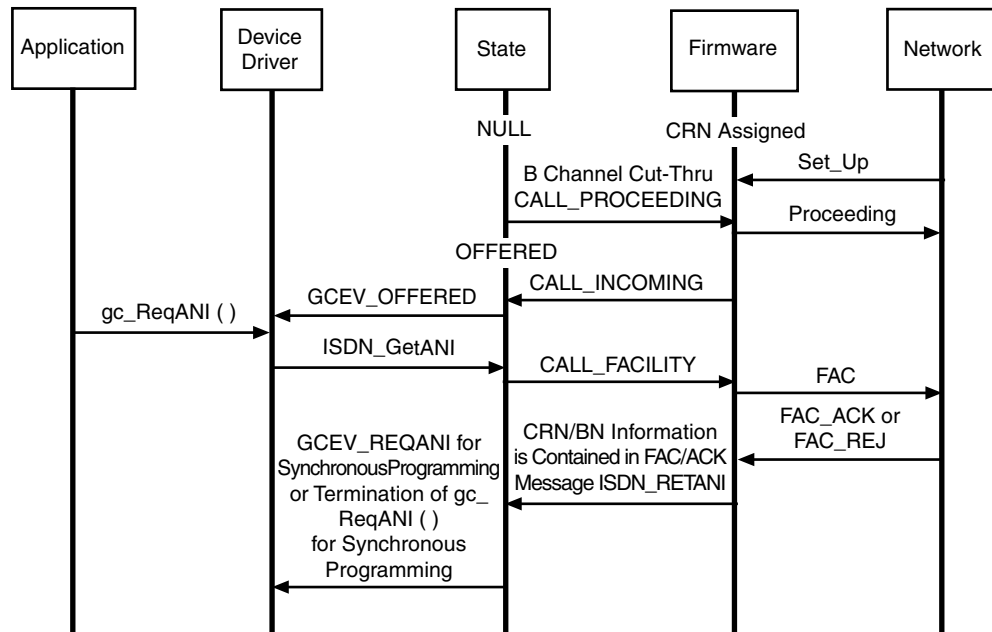 Application
Device
Driver
State
Firmware
Network
NULL
CRN Assigned
Set_Up
B Channel Cut-Thru
CALL_PROCEEDING
Proceeding
OFFERED
CALL_INCOMING
GCEV_OFFERED
gc_ReqANI ( )
ISDN_GetANI
CALL_FACILITY
FAC
FAC_ACK or
FAC_REJ
CRN/BN Information
is Contained in FAC/ACK
Message ISDN_RETANI
GCEV_REQANI for
SynchronousProgramming
or Termination of gc_
ReqANI ( )
for Synchronous
Programming